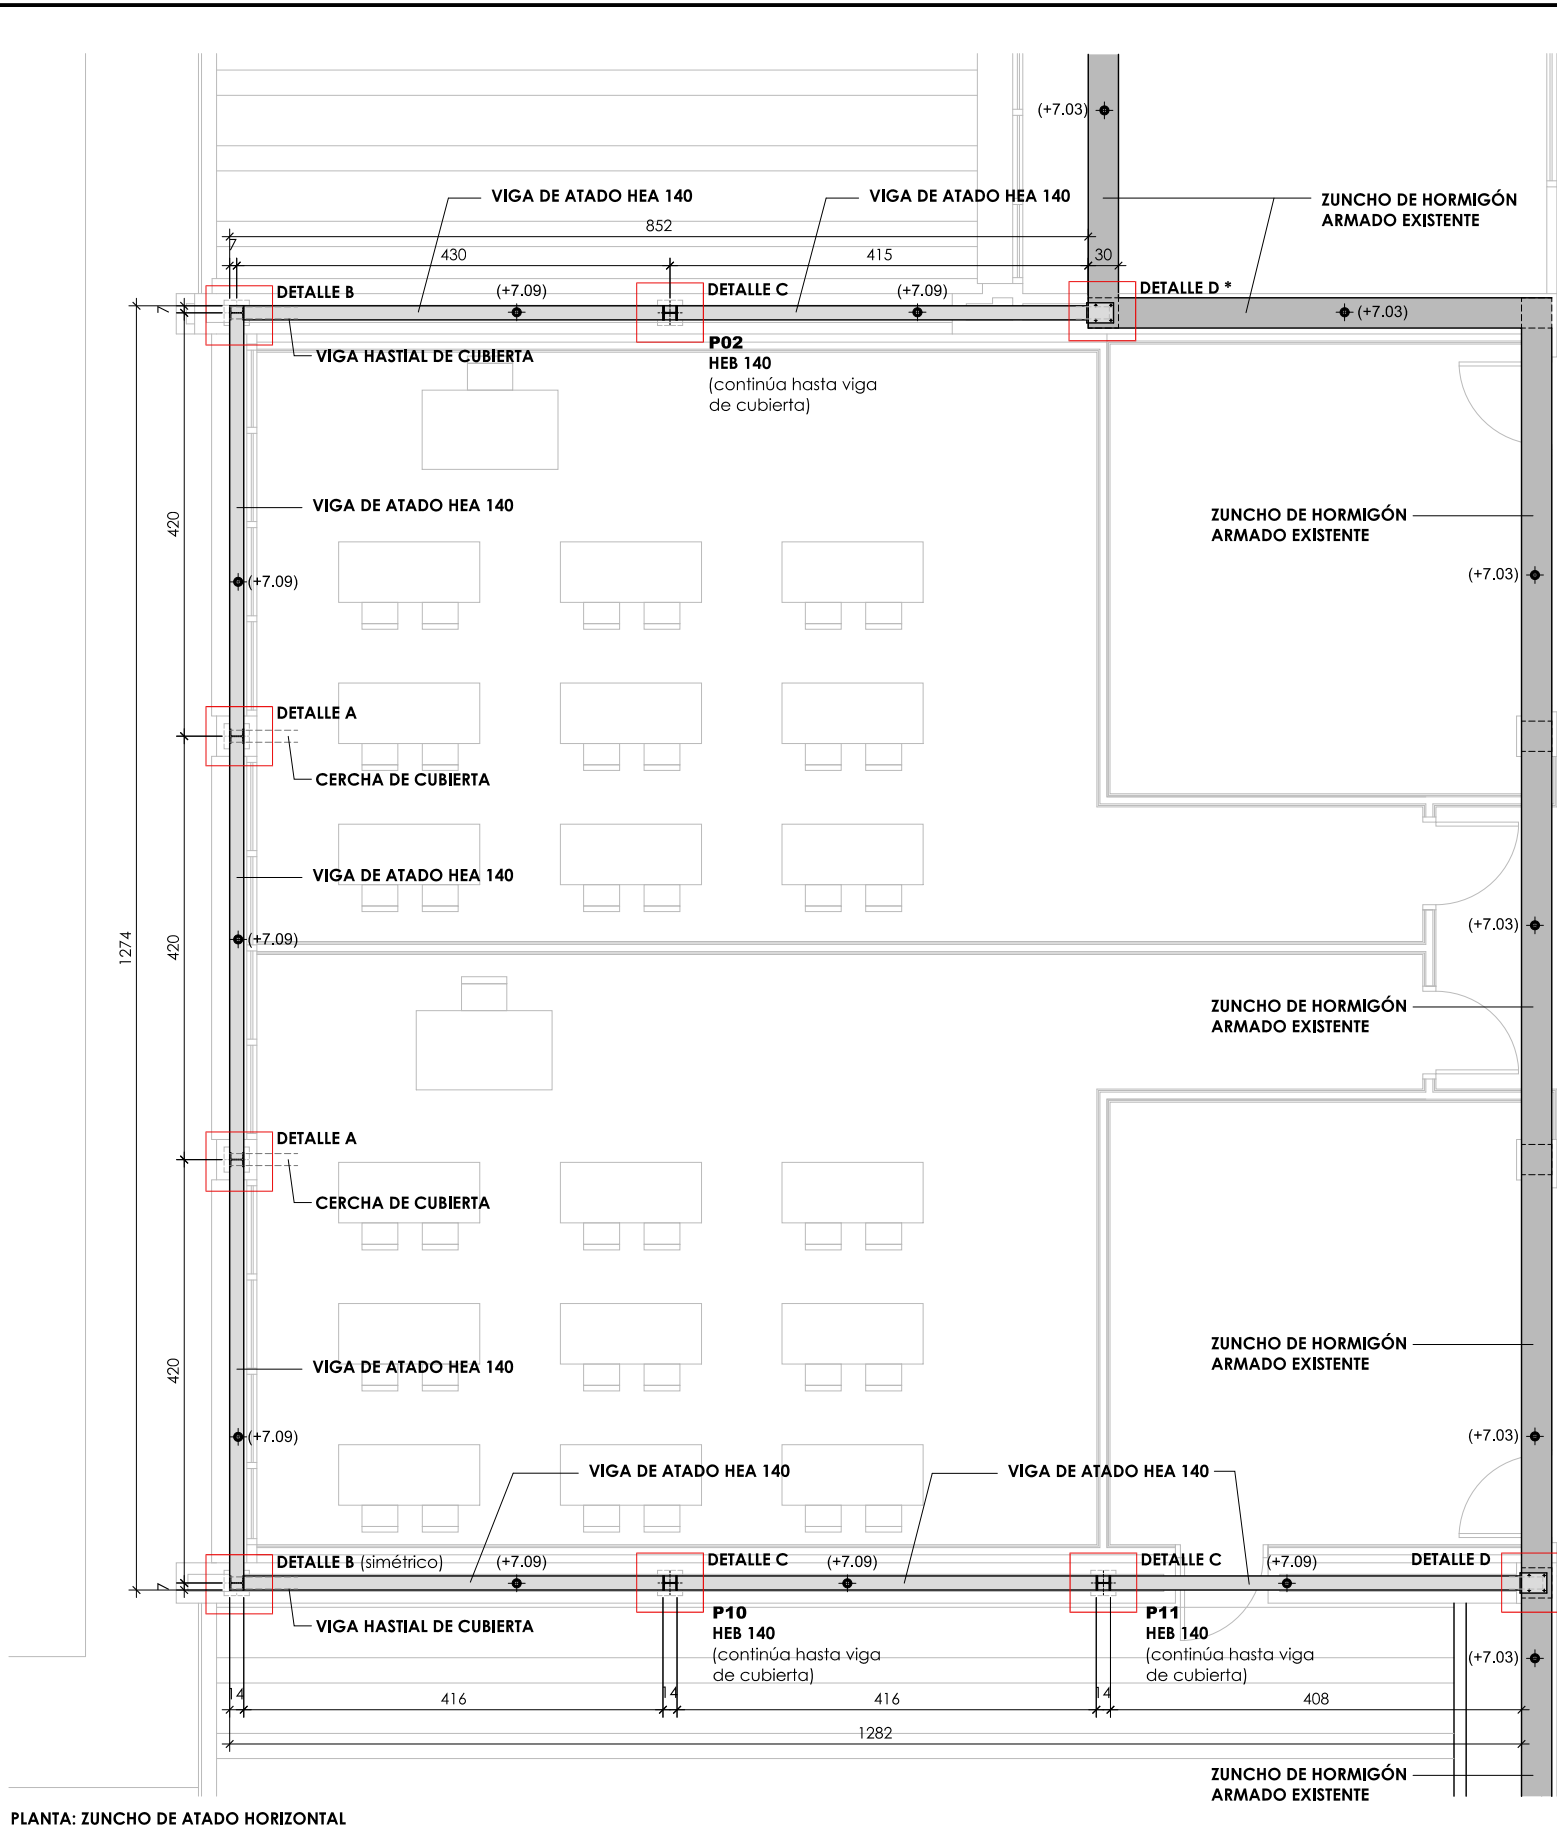 (+7.03)
VIGA DE ATADO HEA 140
VIGA DE ATADO HEA 140
ZUNCHO DE HORMIGÓN
ARMADO EXISTENTE
852
7
430
415
30
DETALLE B
(+7.09)
DETALLE C
(+7.09)
DETALLE D *
7
(+7.03)
VIGA HASTIAL DE CUBIERTA
P02
HEB 140
(continúa hasta viga
de cubierta)
VIGA DE ATADO HEA 140
420
ZUNCHO DE HORMIGÓN
ARMADO EXISTENTE
(+7.09)
(+7.03)
DETALLE A
CERCHA DE CUBIERTA
VIGA DE ATADO HEA 140
1274
420
(+7.09)
(+7.03)
ZUNCHO DE HORMIGÓN
ARMADO EXISTENTE
DETALLE A
CERCHA DE CUBIERTA
ZUNCHO DE HORMIGÓN
ARMADO EXISTENTE
420
VIGA DE ATADO HEA 140
(+7.09)
(+7.03)
VIGA DE ATADO HEA 140
VIGA DE ATADO HEA 140
DETALLE B (simétrico)
(+7.09)
DETALLE C
(+7.09)
DETALLE C
(+7.09)
DETALLE D
7
VIGA HASTIAL DE CUBIERTA
P10
HEB 140
(continúa hasta viga
de cubierta)
P11
HEB 140
(continúa hasta viga
de cubierta)
(+7.03)
14
416
14
416
14
408
1282
ZUNCHO DE HORMIGÓN
ARMADO EXISTENTE
PLANTA: ZUNCHO DE ATADO HORIZONTAL